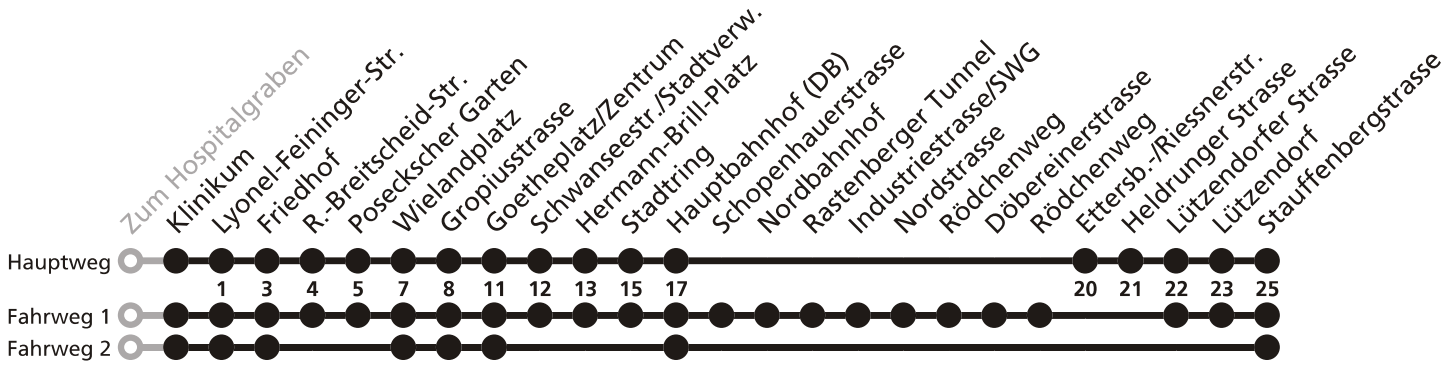 Zum Hospitalgraben
Klinikum
Lyonel-Feininger-Str.
Friedhof
R.-Breitscheid-Str.
Poseckscher Garten
Wielandplatz
Gropiusstrasse
Goetheplatz/Zentrum
Schwanseestr./Stadtverw.
Hermann-Brill-Platz
Stadtring
Hauptbahnhof (DB)
Schopenhauerstrasse
Nordbahnhof
Rastenberger Tunnel
Industriestrasse/SWG
Nordstrasse
Rödchenweg
Döbereinerstrasse
Rödchenweg
Ettersb.-/Riessnerstr.
Heldrunger Strasse
Lützendorfer Strasse
Lützendorf
Stauffenbergstrasse
Hauptweg
1 3 4 5 7 8 11 12 13 15 17 20 21 22 23 25
Fahrweg 1
Fahrweg 2